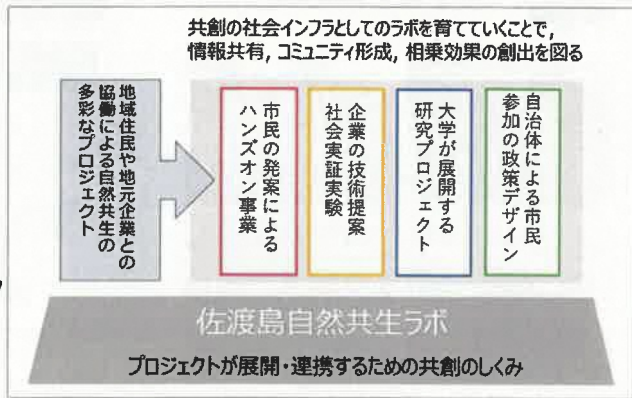 共創の社会インフラとしてのラボを育てていくことで,
情報共有, コミュニティ形成, 相乗効果の創出を図る
地域住民や地元企業との
協働による自然共生の
多彩なプロジェクト
市民の発案による
ハンズオン事業
企業の技術提案
社会実証実験
大学が展開する
研究プロジェクト
自治体による市民
参加の政策デザイン
佐渡島自然共生ラボ
プロジェクトが展開・連携するための共創のしくみ